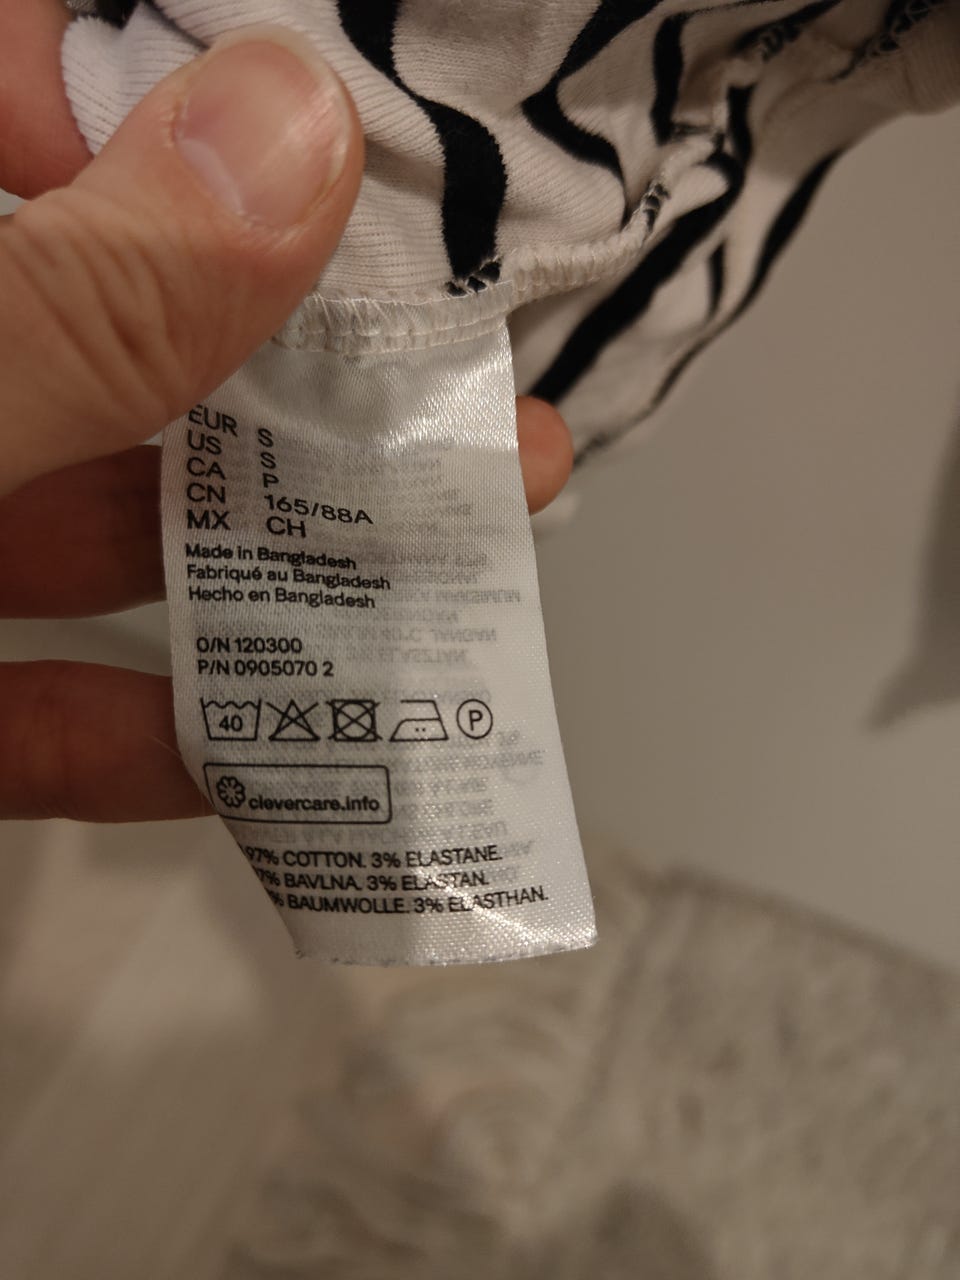 EUR S
US S
CA P
CN 165/88A
MX CH
Made in Bangladesh
Fabriqué au Bangladesh
Hecho en Bangladesh
O/N 120300
P/N 0905070 2
40 P
clevercare.info
97% COTTON. 3% ELASTANE.
7% BAVLNA. 3% ELASTAN.
% BAUMWOLLE. 3% ELASTHAN.